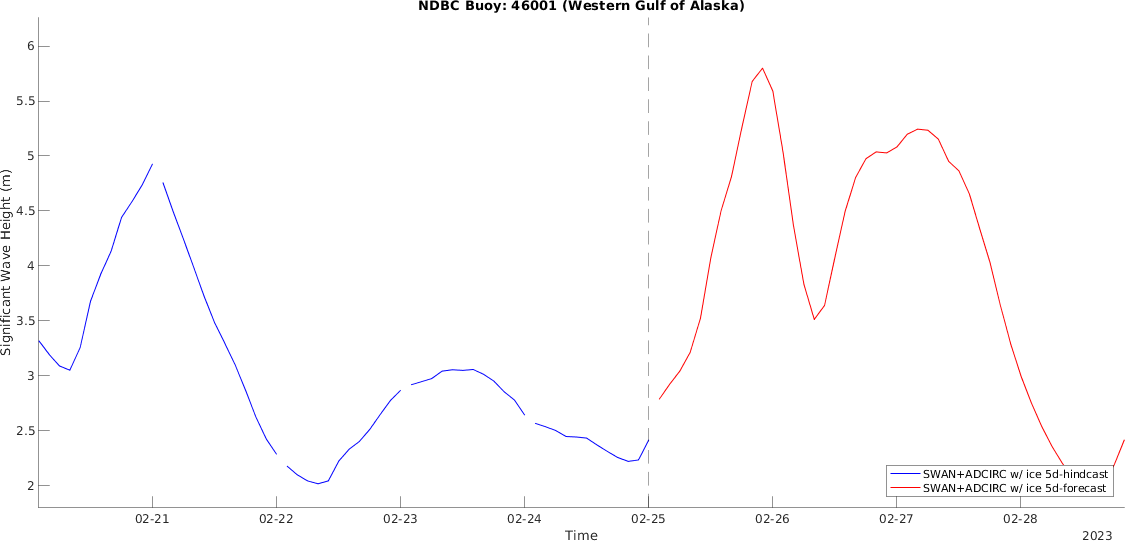 NDBC Buoy: 46001 (Western Gulf of Alaska)
Significant Wave Height (m)
6
5.5
5
4.5
4
3.5
3
2.5
2
SWAN+ADCIRC w/ ice 5d-hindcast
SWAN+ADCIRC w/ ice 5d-forecast
02-21 02-22 02-23 02-24 02-25 02-26 02-27 02-28
Time
2023